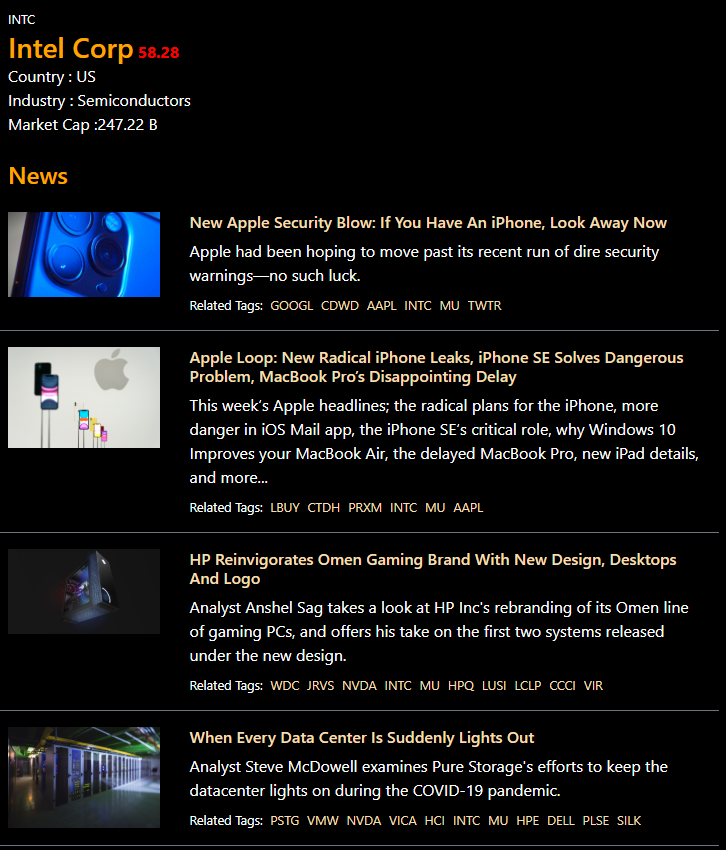 INTC
Intel Corp 58.28
Country : US
Industry : Semiconductors
Market Cap :247.22 B
News
New Apple Security Blow: If You Have An iPhone, Look Away Now
Apple had been hoping to move past its recent run of dire security
warnings—no such luck.
Related Tags: GOOGL CDWD AAPL INTC MU TWTR
Apple Loop: New Radical iPhone Leaks, iPhone SE Solves Dangerous
Problem, MacBook Pro’s Disappointing Delay
This week’s Apple headlines; the radical plans for the iPhone, more
danger in iOS Mail app, the iPhone SE’s critical role, why Windows 10
Improves your MacBook Air, the delayed MacBook Pro, new iPad details,
and more...
Related Tags: LBUY CTDH PRXM INTC MU AAPL
HP Reinvigorates Omen Gaming Brand With New Design, Desktops
And Logo
Analyst Anshel Sag takes a look at HP Inc's rebranding of its Omen line
of gaming PCs, and offers his take on the first two systems released
under the new design.
Related Tags: WDC JRVS NVDA INTC MU HPQ LUSI LCLP CCCI VIR
When Every Data Center Is Suddenly Lights Out
Analyst Steve McDowell examines Pure Storage's efforts to keep the
datacenter lights on during the COVID-19 pandemic.
Related Tags: PSTG VMW NVDA VICA HCI INTC MU HPE DELL PLSE SILK